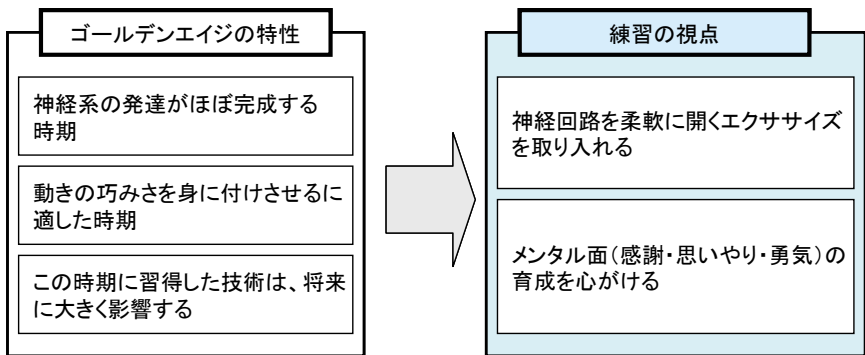 ゴールデンエイジの特性
神経系の発達がほぼ完成する
時期
動きの巧みさを身に付けさせるに
適した時期
この時期に習得した技術は、将来
に大きく影響する
練習の視点
神経回路を柔軟に開くエクササイズ
を取り入れる
メンタル面(感謝・思いやり・勇気)の
育成を心がける